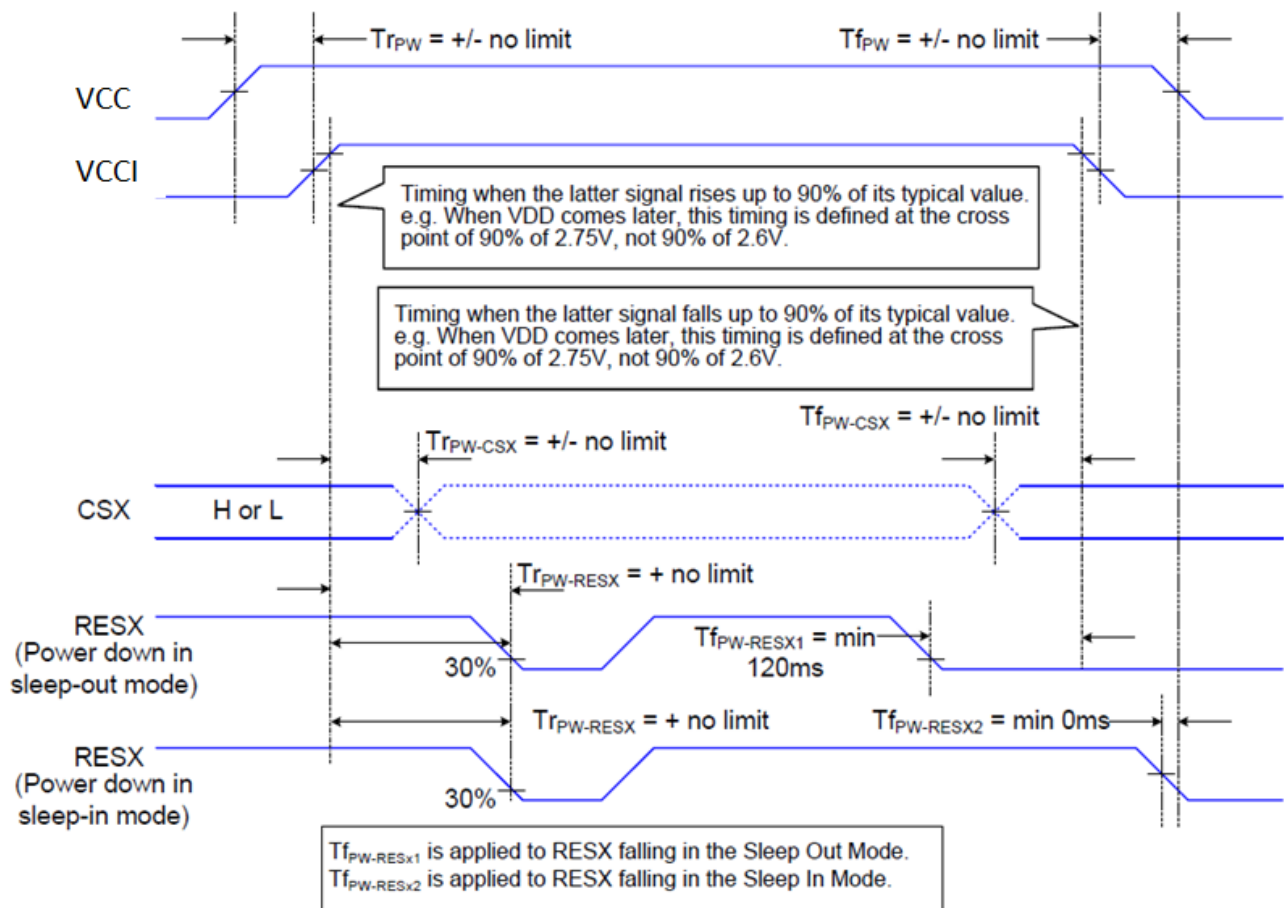 TrPW = +/- no limit
TfPW = +/- no limit
VCC
VCCI
Timing when the latter signal rises up to 90% of its typical value.
e.g. When VDD comes later, this timing is defined at the cross
point of 90% of 2.75V, not 90% of 2.6V.
Timing when the latter signal falls up to 90% of its typical value.
e.g. When VDD comes later, this timing is defined at the cross
point of 90% of 2.75V, not 90% of 2.6V.
TfPW-CSX = +/- no limit
TrPW-CSX = +/- no limit
CSX
H or L
TrPW-RESX = + no limit
RESX
(Power down in
sleep-out mode)
30%
TfPW-RESX1 = min
120ms
TrPW-RESX = + no limit
TfPW-RESX2 = min 0ms
RESX
(Power down in
sleep-in mode)
30%
TfPW-RESx1 is applied to RESX falling in the Sleep Out Mode.
TfPW-RESx2 is applied to RESX falling in the Sleep In Mode.